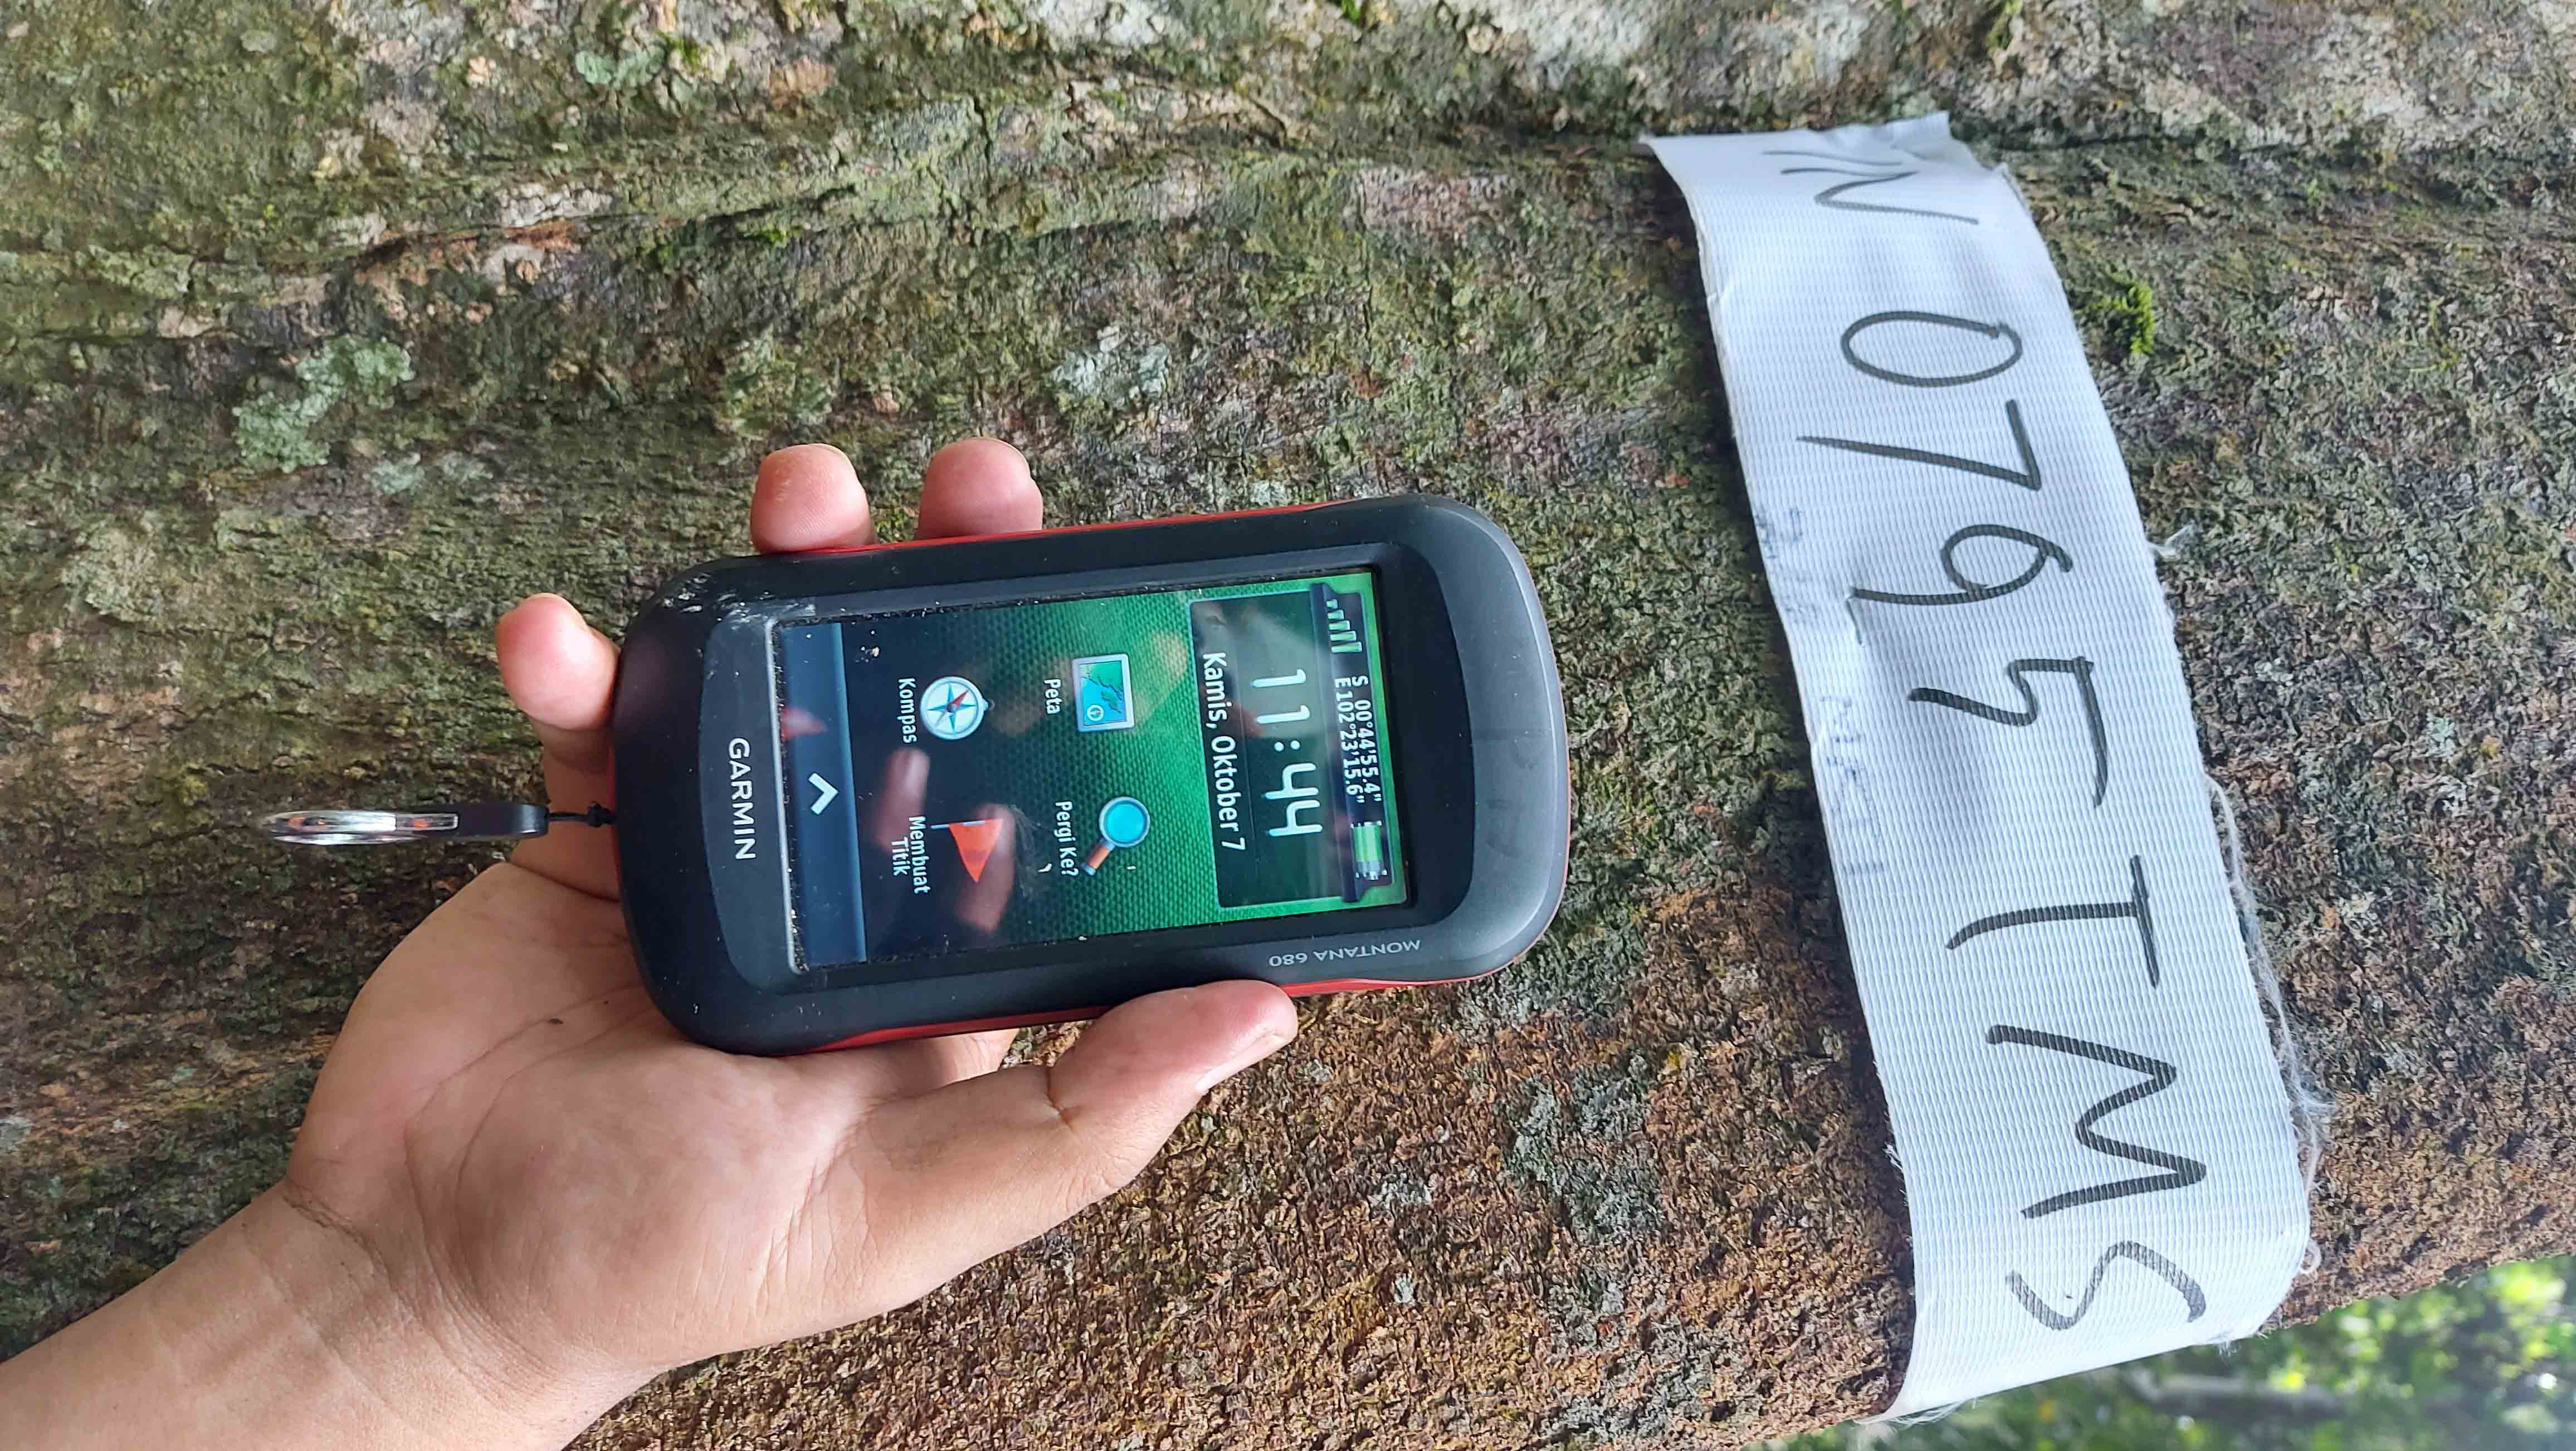 IN 0795 TMS
MONTANA 680
S 00°44'55.4"
E 102°23'15.6"
11:44
Kamis, Oktober 7
Peta
Pergi Ke?
Kompas
Membuat
Titik
GARMIN